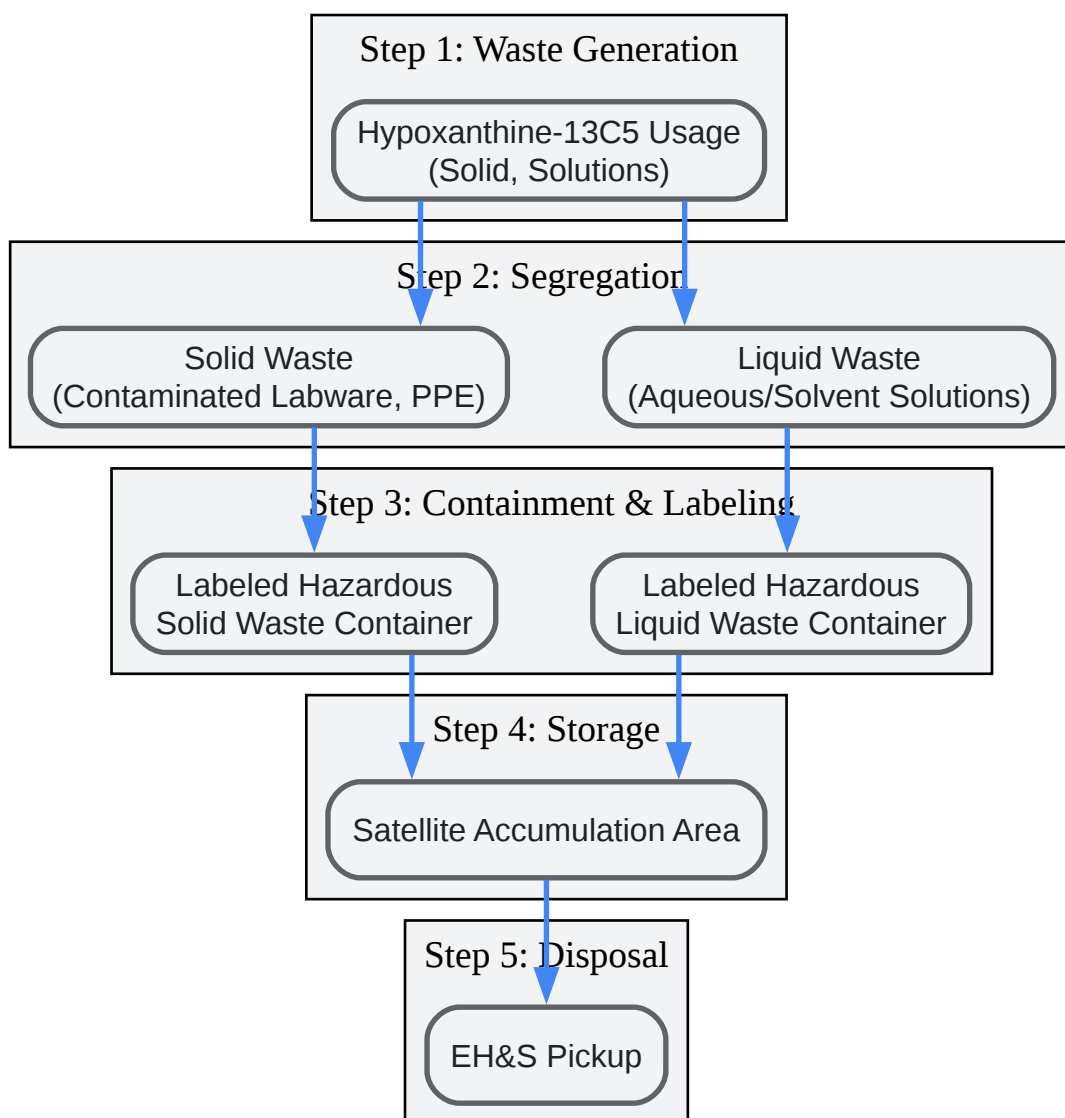 Step 1: Waste Generation
Hypoxanthine-13C5 Usage
(Solid, Solutions)
Step 2: Segregation
Solid Waste
(Contaminated Labware, PPE)
Liquid Waste
(Aqueous/Solvent Solutions)
Step 3: Containment & Labeling
Labeled Hazardous
Solid Waste Container
Labeled Hazardous
Liquid Waste Container
Step 4: Storage
Satellite Accumulation Area
Step 5: Disposal
EH&S Pickup